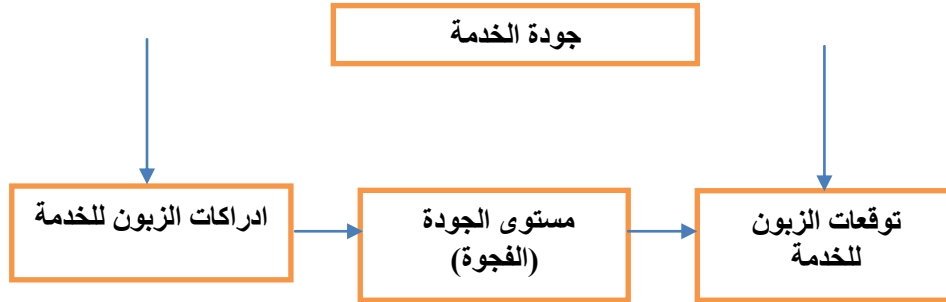 جودة الخدمة
توقعات الزبون
للخدمة
مستوى الجودة
(الفجوة)
ادراكات الزبون للخدمة